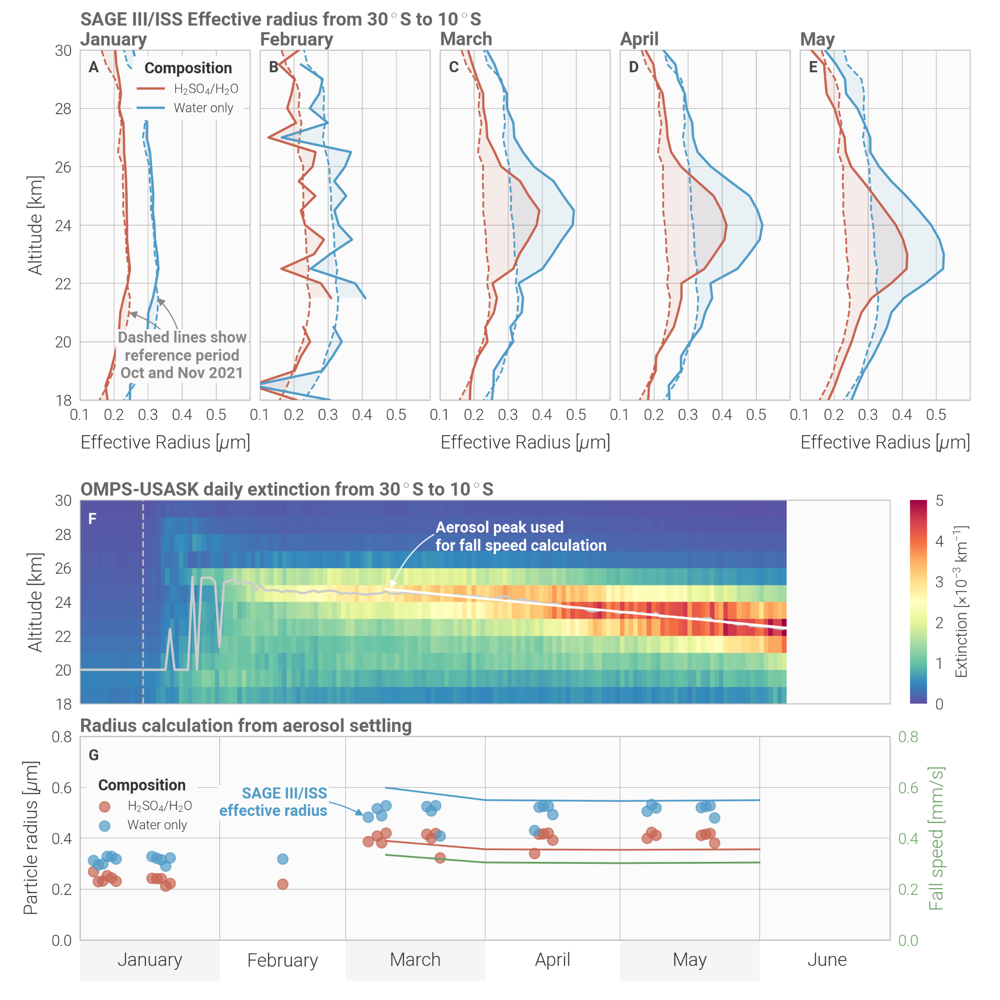 SAGE III/ISS Effective radius from 30°S to 10°S
January
February
March
April
May
A
B
C
D
E
Composition
H₂SO₄/H₂O
Water only
Dashed lines show
reference period
Oct and Nov 2021
Altitude [km]
30
28
26
24
22
20
18
0.1 0.2 0.3 0.4 0.5
0.1 0.2 0.3 0.4 0.5
0.1 0.2 0.3 0.4 0.5
0.1 0.2 0.3 0.4 0.5
0.1 0.2 0.3 0.4 0.5
Effective Radius [µm]
Effective Radius [µm]
Effective Radius [µm]
OMPS-USASK daily extinction from 30°S to 10°S
F
Aerosol peak used
for fall speed calculation
Altitude [km]
30
28
26
24
22
20
18
5
4
3
2
1
0
Extinction [×10⁻³ km⁻¹]
Radius calculation from aerosol settling
G
Composition
H₂SO₄/H₂O
Water only
SAGE III/ISS
effective radius
Particle radius [µm]
0.8
0.6
0.4
0.2
0.0
0.8
0.6
0.4
0.2
0.0
Fall speed [mm/s]
January
February
March
April
May
June